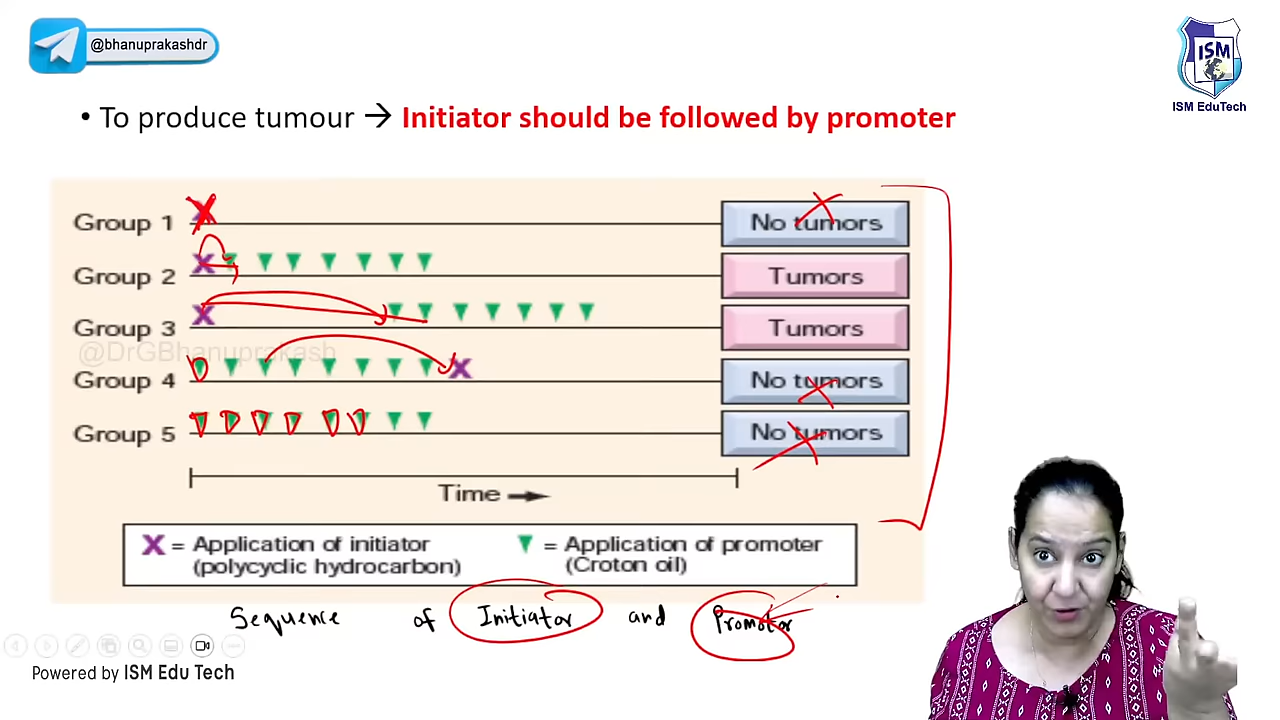 @bhanuprakashdr
ISM
ISM EduTech
• To produce tumour → Initiator should be followed by promoter
Group 1 No tumors
Group 2 Tumors
Group 3 Tumors
@DrGBhanuprakash
Group 4 No tumors
Group 5 No tumors
Time →
X = Application of initiator (polycyclic hydrocarbon)
▼ = Application of promoter (Croton oil)
Sequence of Initiator and Promotor
Powered by ISM Edu Tech